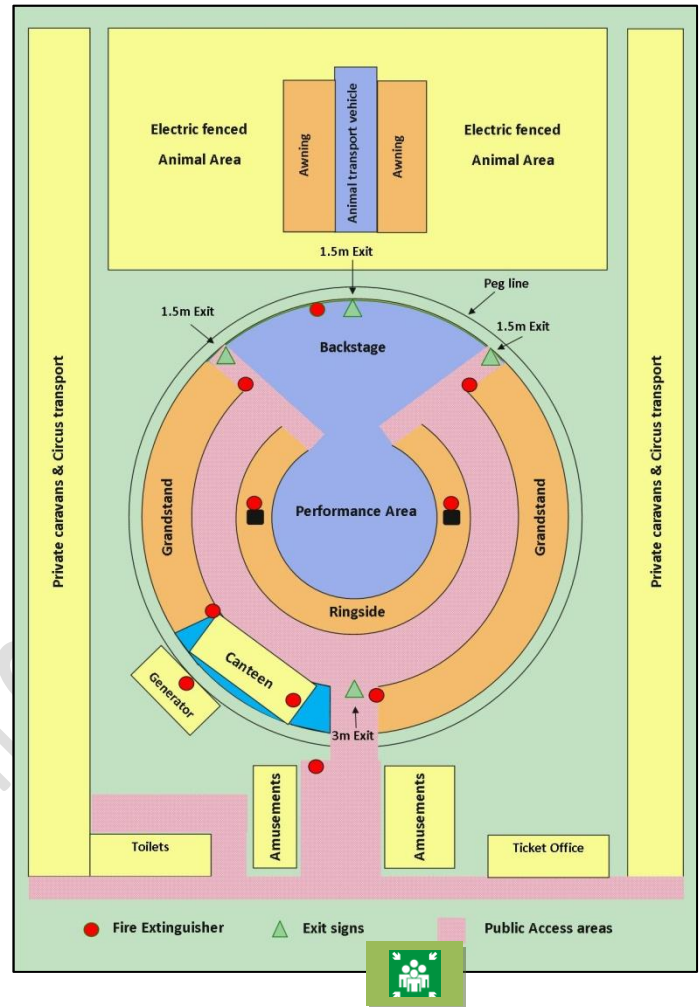 Electric fenced
Animal Area
Awning
Animal transport vehicle
Awning
Electric fenced
Animal Area
1.5m Exit
Peg line
1.5m Exit
1.5m Exit
Backstage
Private caravans & Circus transport
Private caravans & Circus transport
Grandstand
Performance Area
Grandstand
Ringside
Canteen
Generator
3m Exit
Amusements
Amusements
Toilets
Ticket Office
Fire Extinguisher
Exit signs
Public Access areas